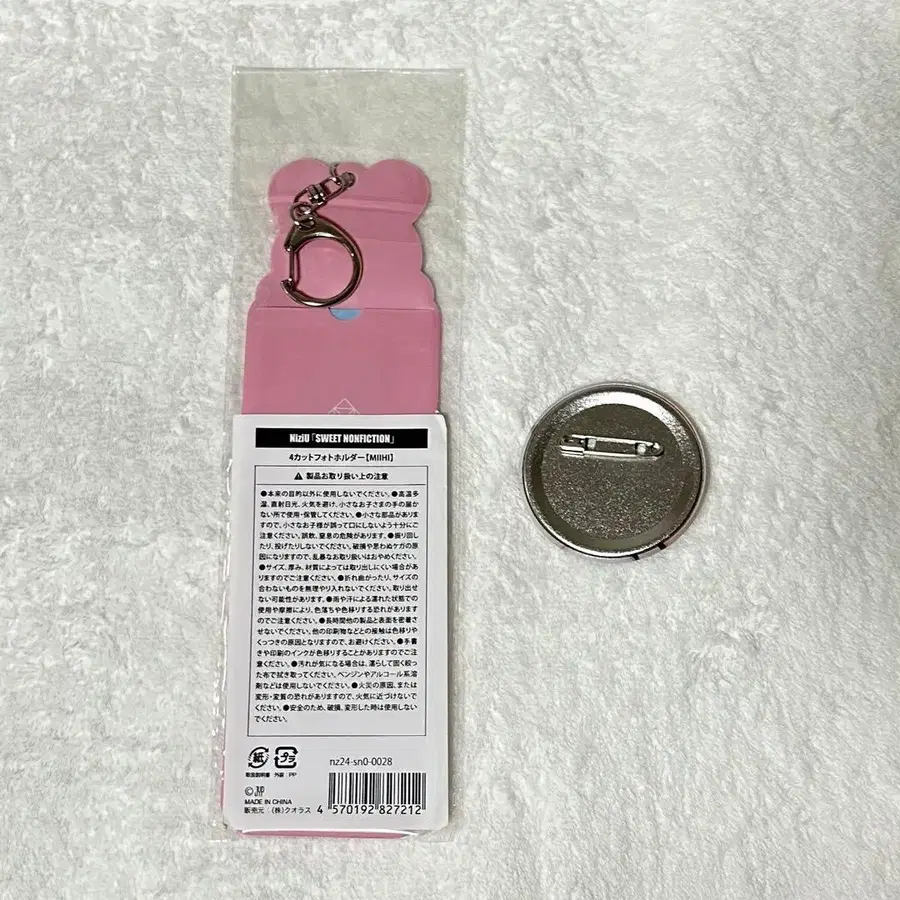 NiziU「SWEET NONFICTION」
4カットフォトホルダー【MIIHI】
⚠ 製品お取り扱い上の注意
●本来の目的以外に使用しないでください。●高温多
湿、直射日光、火気を避け、小さなお子さまの手の届か
ない所で使用・保管してください。●小さな部品がありま
すので、小さなお子様が誤って口にしないよう十分にご
注意ください。誤飲、窒息の危険があります。●振り回し
たり、投げたりしないでください。破損や思わぬケガの原
因になりますので、乱暴なお取り扱いはおやめください。
●サイズ、厚み、材質によっては取り出しにくい場合があ
りますのでご注意ください。●折れ曲がったり、サイズの
合わないものを無理やり入れないでください。取り出せ
ない可能性があります。●雨や汗による濡れた状態での
使用や摩擦により、色落ちや色移りする恐れがあります
のでご注意ください。●長時間他の製品と表面を密着さ
せないでください。他の印刷物などとの接触は色移りや
くっつきの原因となりますので、お避けください。●手書
きや印刷のインクが色移りすることがありますのでご注
意ください。●汚れが気になる場合は、濡らして固く絞っ
た布で拭き取ってください。ベンジンやアルコール系溶
剤などは使用しないでください。●火災の原因、または
変形・変質の恐れがありますので、火気に近づけないで
ください。●安全のため、破損、変形した時は使用しない
でください。
紙 プラ
取扱説明書 外装 PP
nz24-sn0-0028
©
MADE IN CHINA
販売元:(株)クオラス
4 570192 827212